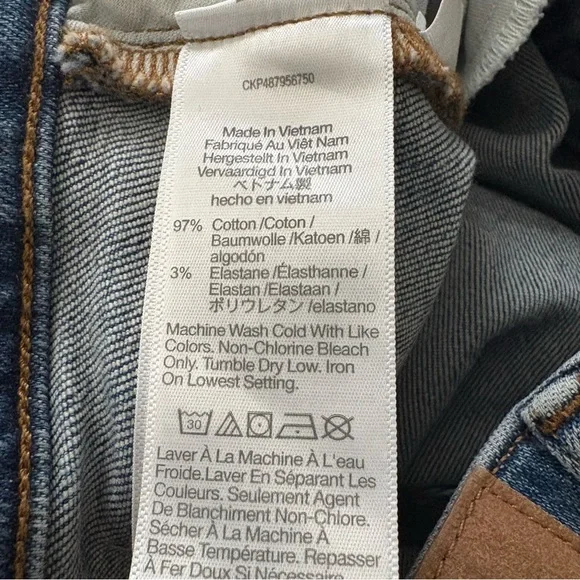 CKP487956750
Made In Vietnam
Fabriqué Au Viêt Nam
Hergestellt In Vietnam
Vervaardigd In Vietnam
ベトナム製
hecho en vietnam
97% Cotton /Coton /
Baumwolle /Katoen /綿 /
algodón
3% Elastane /Élasthanne /
Elastan /Elastaan /
ポリウレタン /elastano
Machine Wash Cold With Like
Colors. Non-Chlorine Bleach
Only. Tumble Dry Low. Iron
On Lowest Setting.
30
Laver À La Machine À L'eau
Froide.Laver En Séparant Les
Couleurs. Seulement Agent
De Blanchiment Non-Chlore.
Sécher À La Machine À
Basse Température. Repasser
À Fer Doux Si Nécessaire.